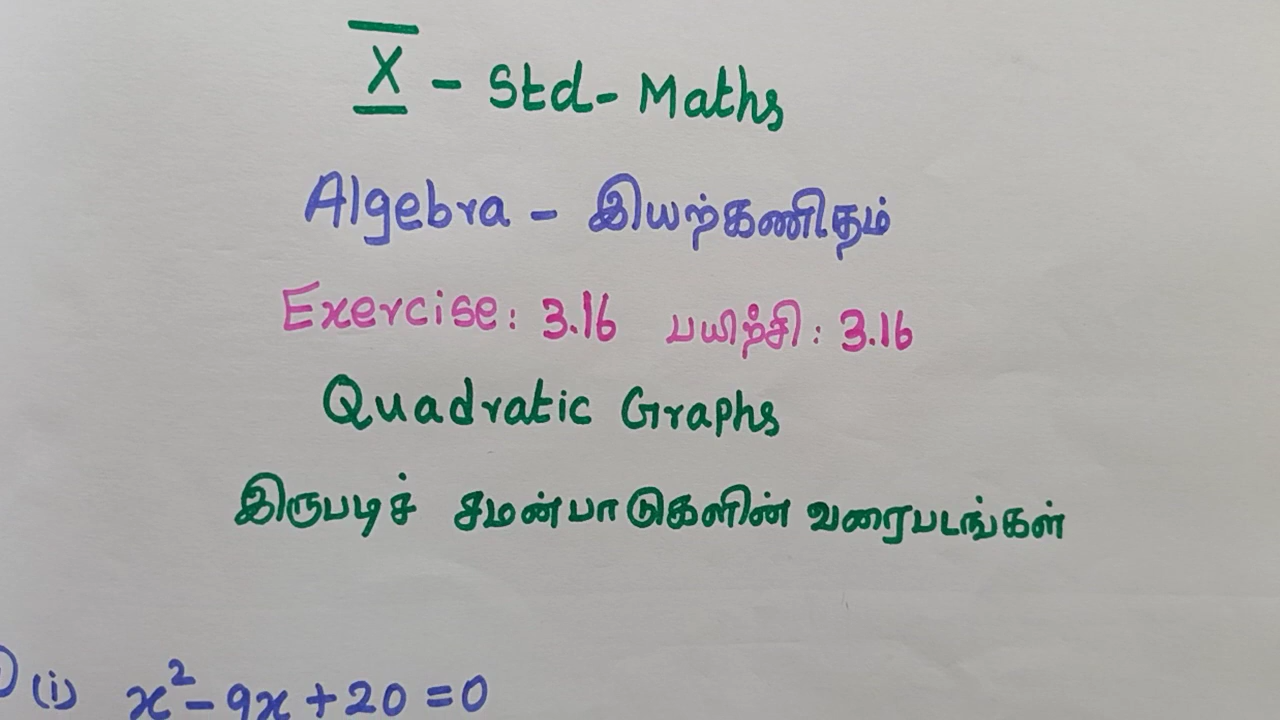 X - Std - Maths
Algebra - இயற்கணிதம்
Exercise: 3.16 பயிற்சி: 3.16
Quadratic Graphs
இருபடிச் சமன்பாடுகளின் வரைபடங்கள்
(i) x² - 9x + 20 = 0